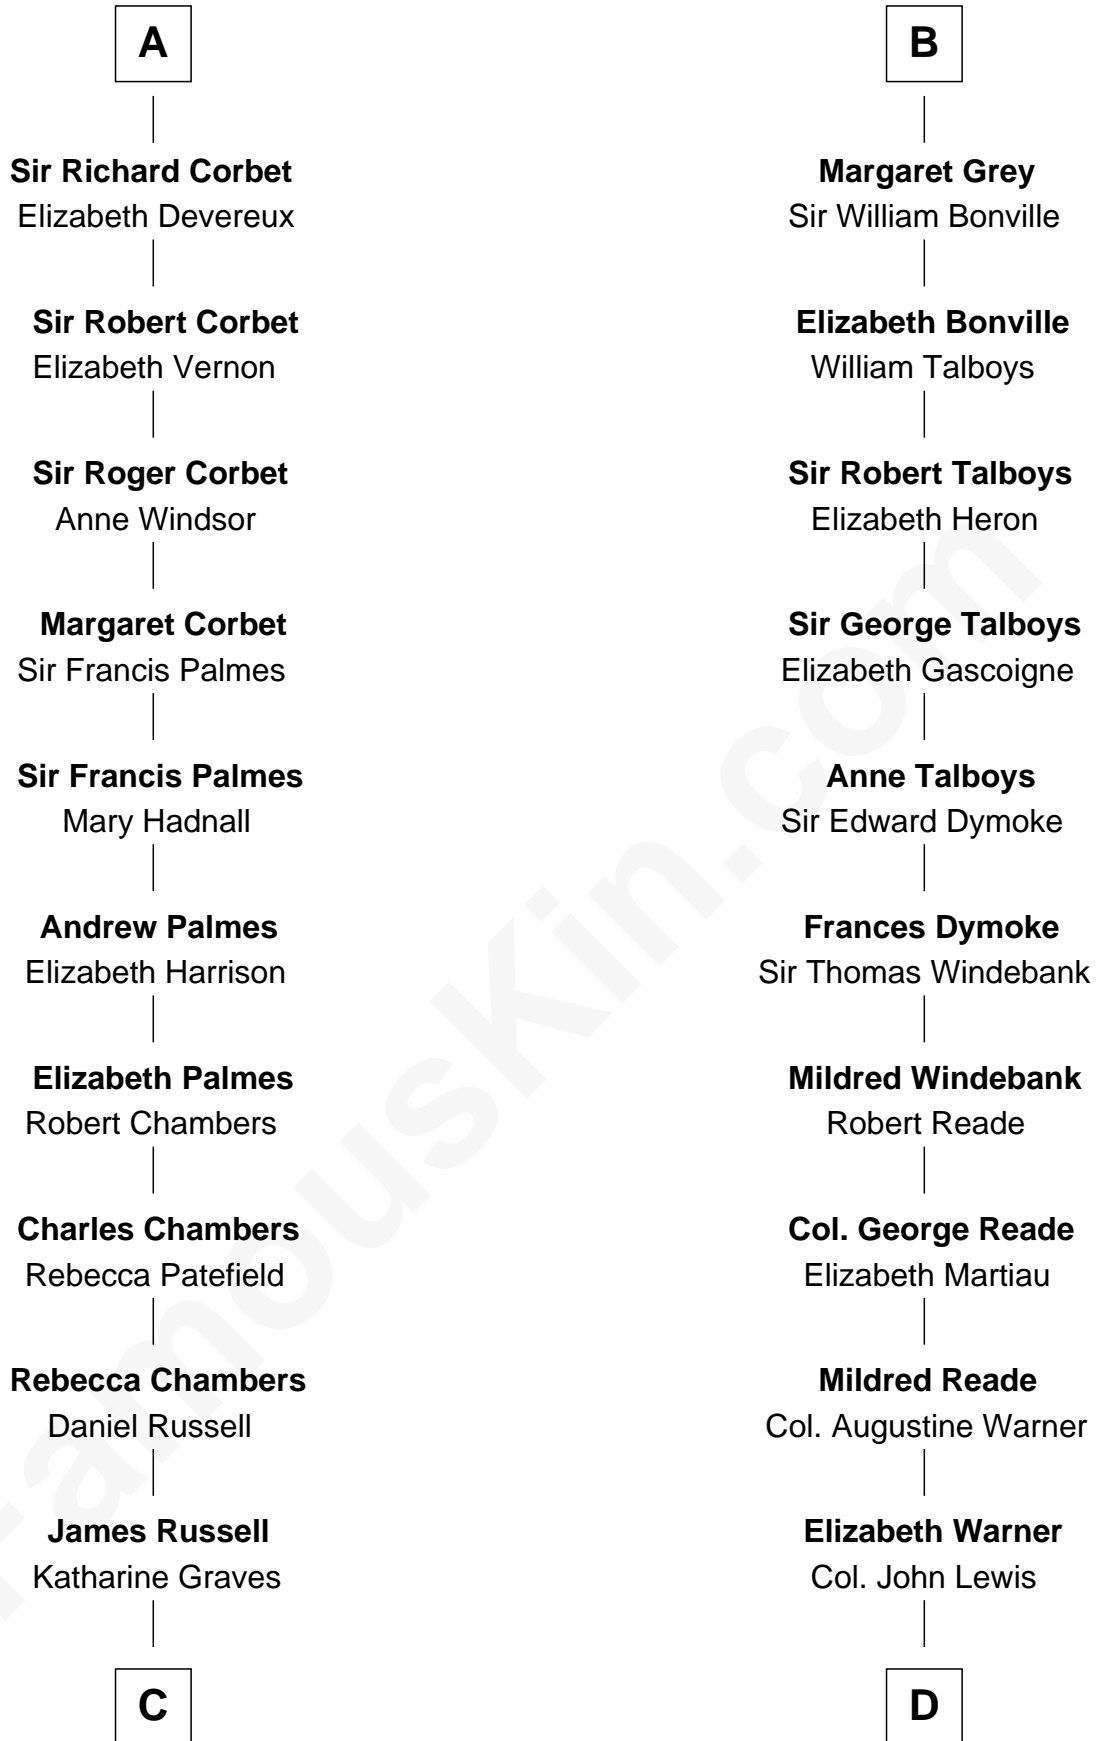 A
Sir Richard Corbet
Elizabeth Devereux
Sir Robert Corbet
Elizabeth Vernon
Sir Roger Corbet
Anne Windsor
Margaret Corbet
Sir Francis Palmes
Sir Francis Palmes
Mary Hadnall
Andrew Palmes
Elizabeth Harrison
Elizabeth Palmes
Robert Chambers
Charles Chambers
Rebecca Patefield
Rebecca Chambers
Daniel Russell
James Russell
Katharine Graves
C
B
Margaret Grey
Sir William Bonville
Elizabeth Bonville
William Talboys
Sir Robert Talboys
Elizabeth Heron
Sir George Talboys
Elizabeth Gascoigne
Anne Talboys
Sir Edward Dymoke
Frances Dymoke
Sir Thomas Windebank
Mildred Windebank
Robert Reade
Col. George Reade
Elizabeth Martiau
Mildred Reade
Col. Augustine Warner
Elizabeth Warner
Col. John Lewis
D
FamousKin.com